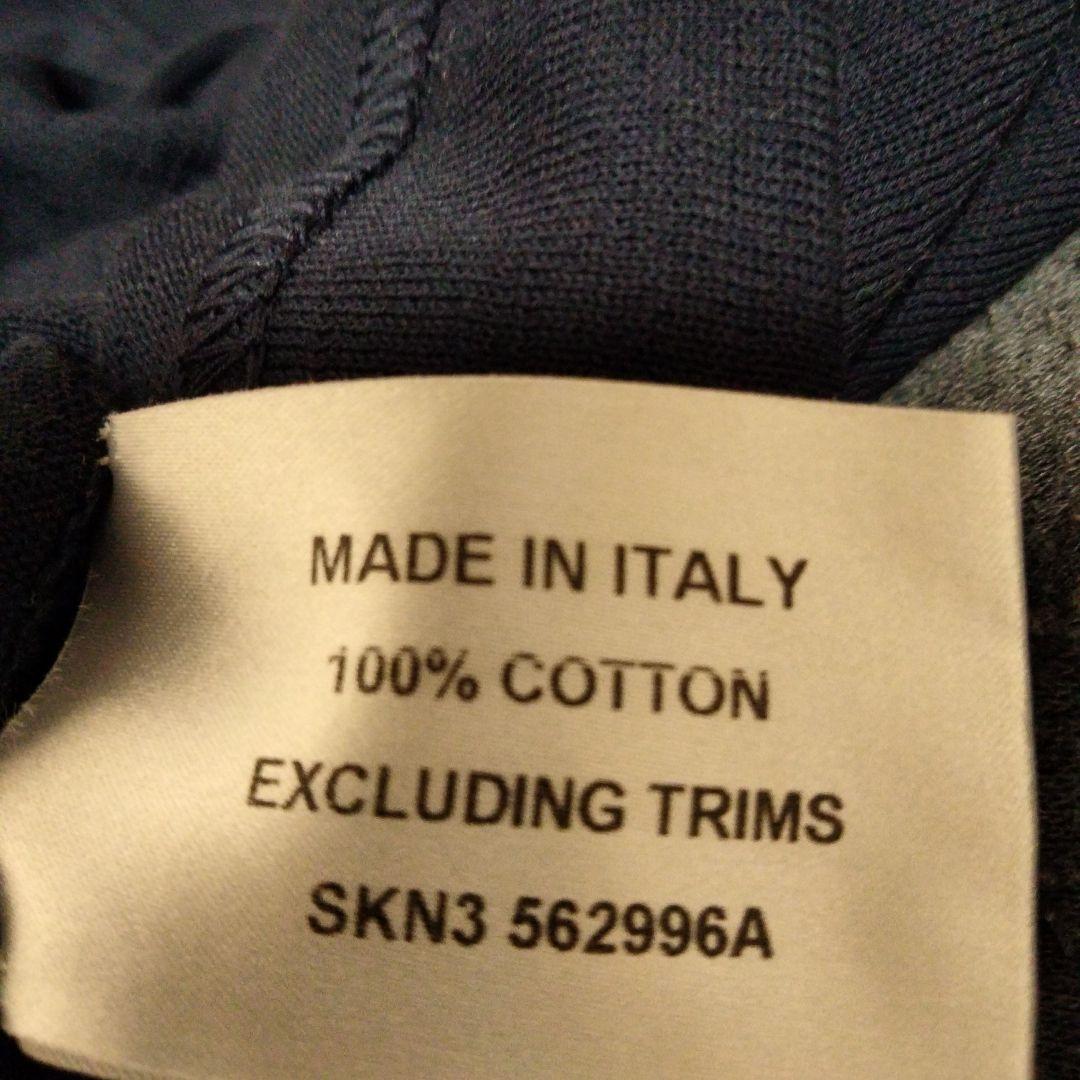 MADE IN ITALY
100% COTTON
EXCLUDING TRIMS
SKN3 562996A